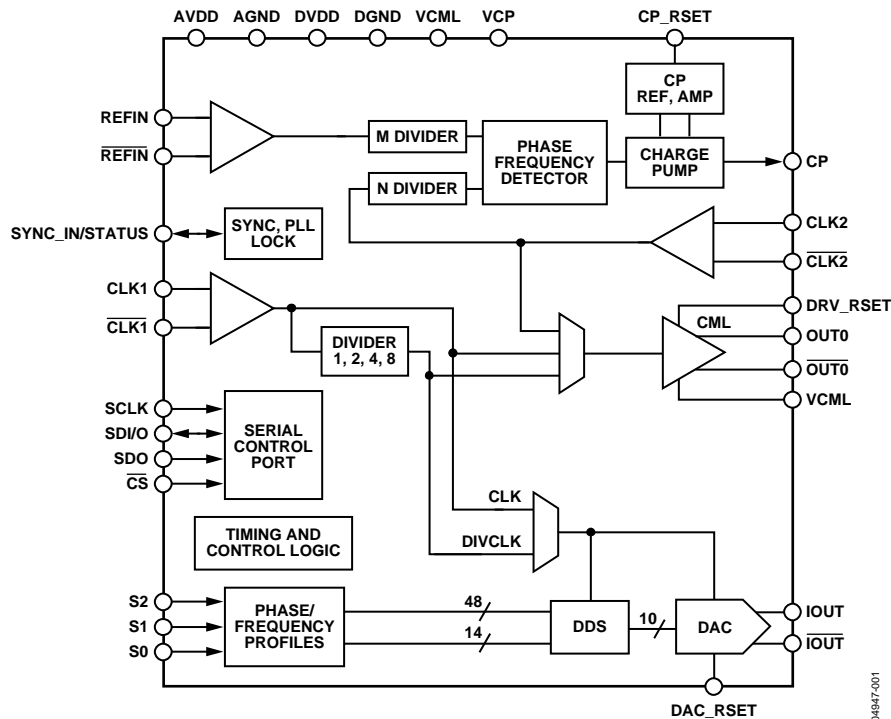 AVDD AGND DVDD DGND VCML VCP CP_RSET
CP
REF, AMP
REFIN
REFIN
M DIVIDER
N DIVIDER
PHASE
FREQUENCY
DETECTOR
CHARGE
PUMP
CP
SYNC_IN/STATUS
SYNC, PLL
LOCK
CLK2
CLK2
CLK1
CLK1
DIVIDER
1, 2, 4, 8
CML
DRV_RSET
OUT0
OUT0
VCML
SCLK
SDI/O
SDO
CS
SERIAL
CONTROL
PORT
CLK
DIVCLK
TIMING AND
CONTROL LOGIC
S2
S1
S0
PHASE/
FREQUENCY
PROFILES
48
14
DDS
10
DAC
IOUT
IOUT
DAC_RSET
04947-001